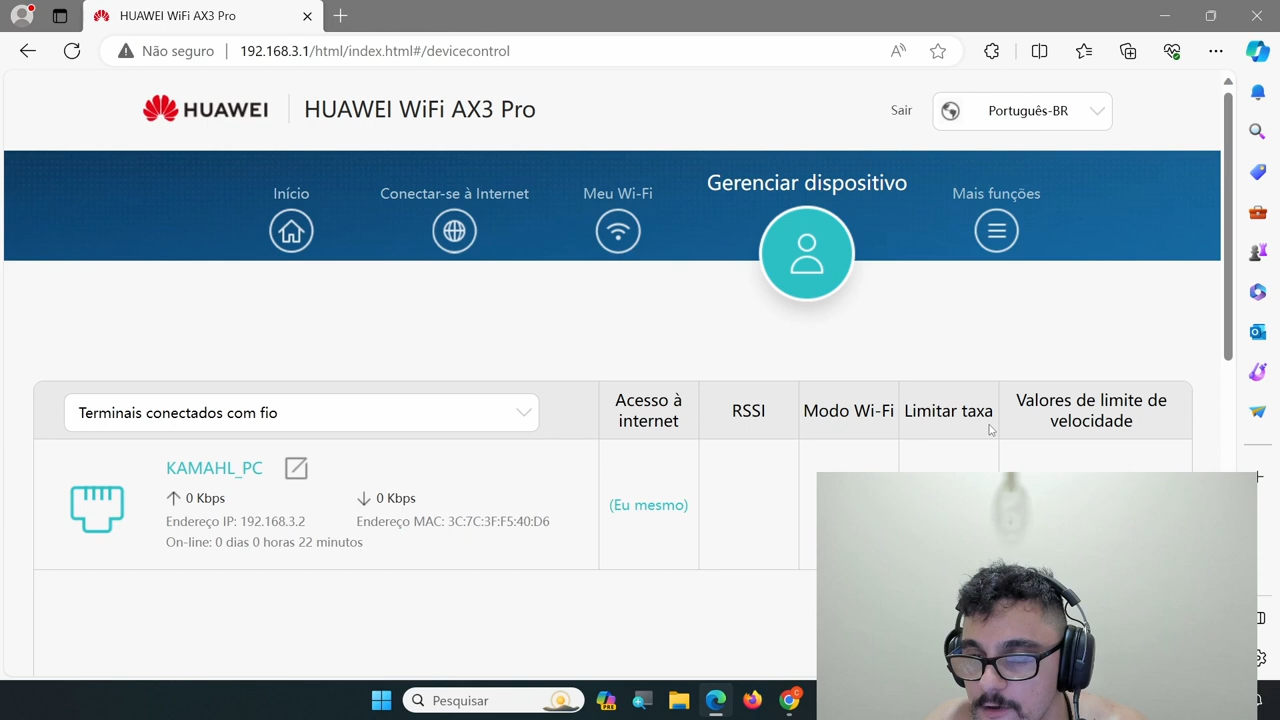 HUAWEI WiFi AX3 Pro
Não seguro
192.168.3.1/html/index.html#/devicecontrol
HUAWEI
HUAWEI WiFi AX3 Pro
Sair
Português-BR
Início
Conectar-se à Internet
Meu Wi-Fi
Gerenciar dispositivo
Mais funções
Terminais conectados com fio
Acesso à
internet
RSSI
Modo Wi-Fi
Limitar taxa
Valores de limite de
velocidade
KAMAHL_PC
0 Kbps
0 Kbps
Endereço IP: 192.168.3.2
Endereço MAC: 3C:7C:3F:F5:40:D6
On-line: 0 dias 0 horas 22 minutos
(Eu mesmo)
Pesquisar
PRE
C